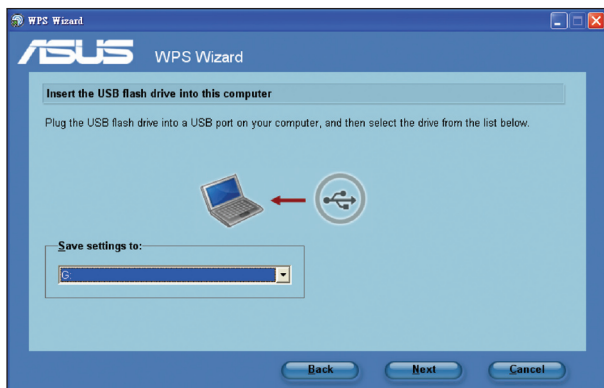 WPS Wizard
ASUS WPS Wizard
Insert the USB flash drive into this computer
Plug the USB flash drive into a USB port on your computer, and then select the drive from the list below.
Save settings to:
G:
Back Next Cancel